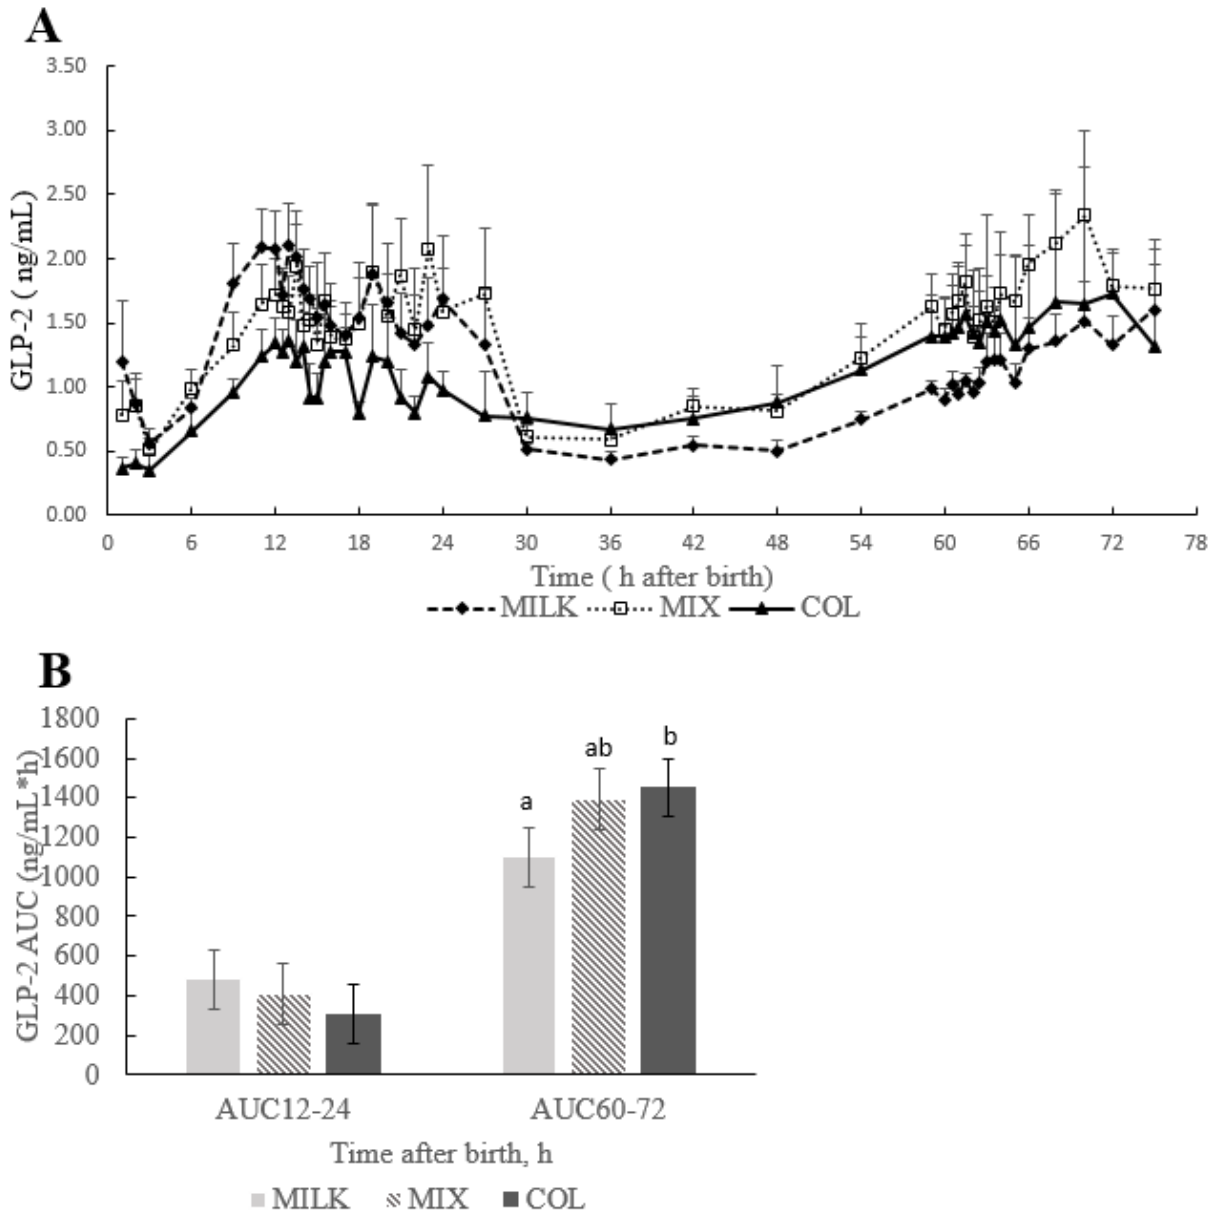 A
GLP-2 ( ng/mL)
3.50
3.00
2.50
2.00
1.50
1.00
0.50
0.00
0 6 12 18 24 30 36 42 48 54 60 66 72 78
Time ( h after birth)
MILK MIX COL
B
GLP-2 AUC (ng/mL*h)
1800
1600
1400
1200
1000
800
600
400
200
0
a ab b
AUC12-24 AUC60-72
Time after birth, h
MILK MIX COL